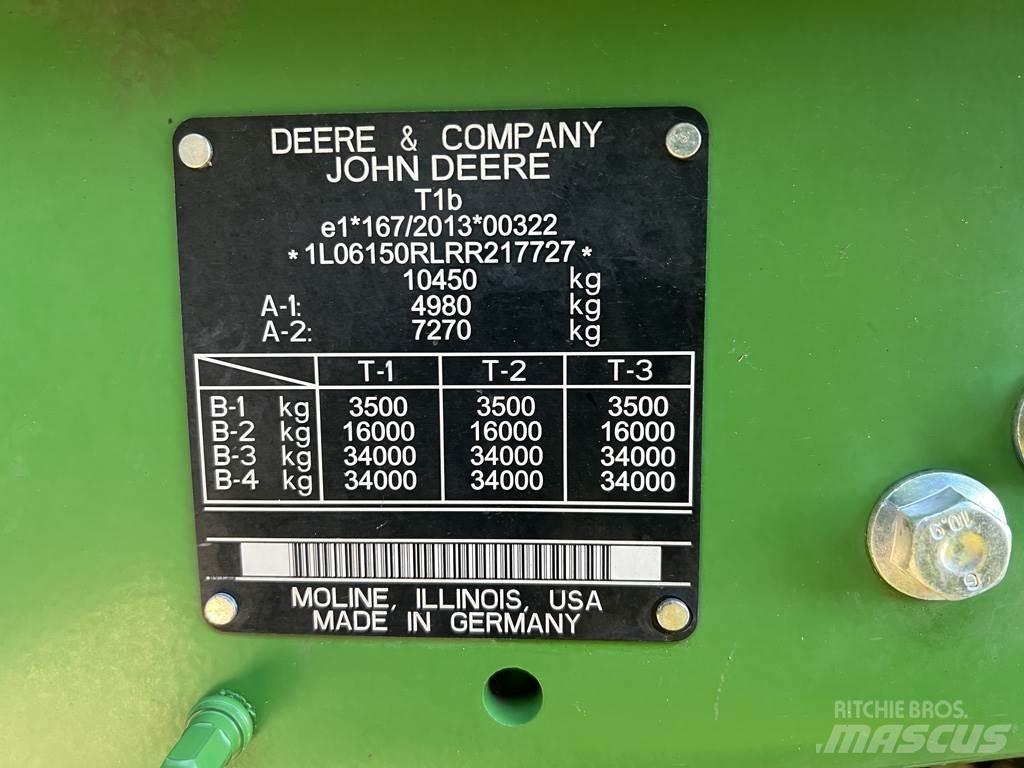 DEERE & COMPANY
JOHN DEERE
T1b
e1*167/2013*00322
*1L06150RLRR217727*
10450 kg
A-1: 4980 kg
A-2: 7270 kg
T-1 T-2 T-3
B-1 kg 3500 3500 3500
B-2 kg 16000 16000 16000
B-3 kg 34000 34000 34000
B-4 kg 34000 34000 34000
10.9
G
MOLINE, ILLINOIS, USA
MADE IN GERMANY
RITCHIE BROS.
MASCUS